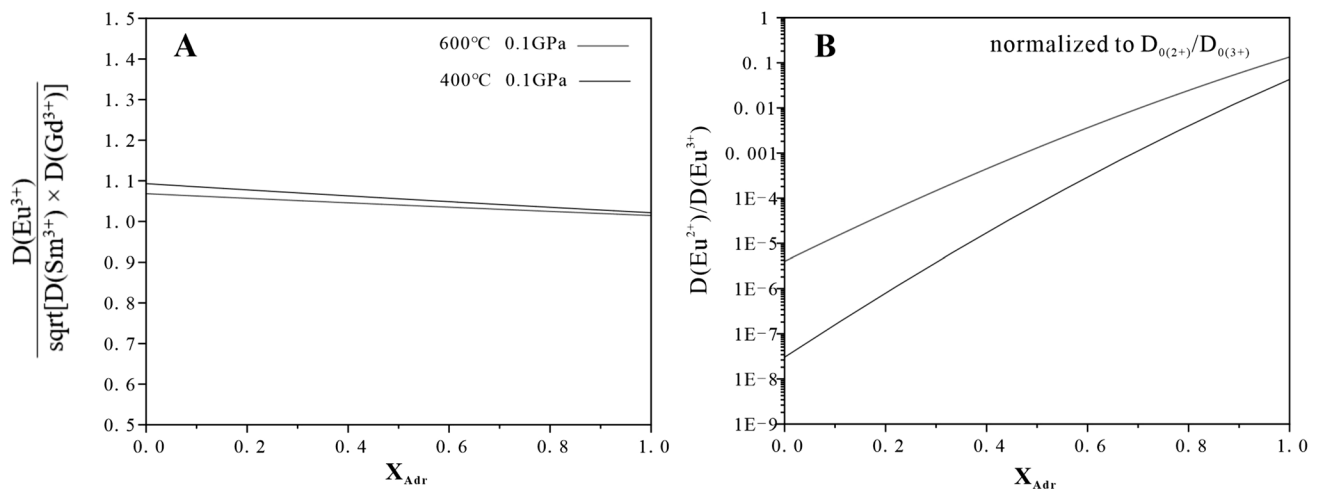 A
600℃ 0.1GPa
400℃ 0.1GPa
1.5
1.4
1.3
1.2
1.1
1.0
0.9
0.8
0.7
0.6
0.5
D(Eu³⁺)
sqrt[D(Sm³⁺) × D(Gd³⁺)]
0.0 0.2 0.4 0.6 0.8 1.0
X_Adr
B
normalized to D₀₍₂₊₎/D₀₍₃₊₎
1
0.1
0.01
0.001
1E-4
1E-5
1E-6
1E-7
1E-8
1E-9
D(Eu²⁺)/D(Eu³⁺)
0.0 0.2 0.4 0.6 0.8 1.0
X_Adr